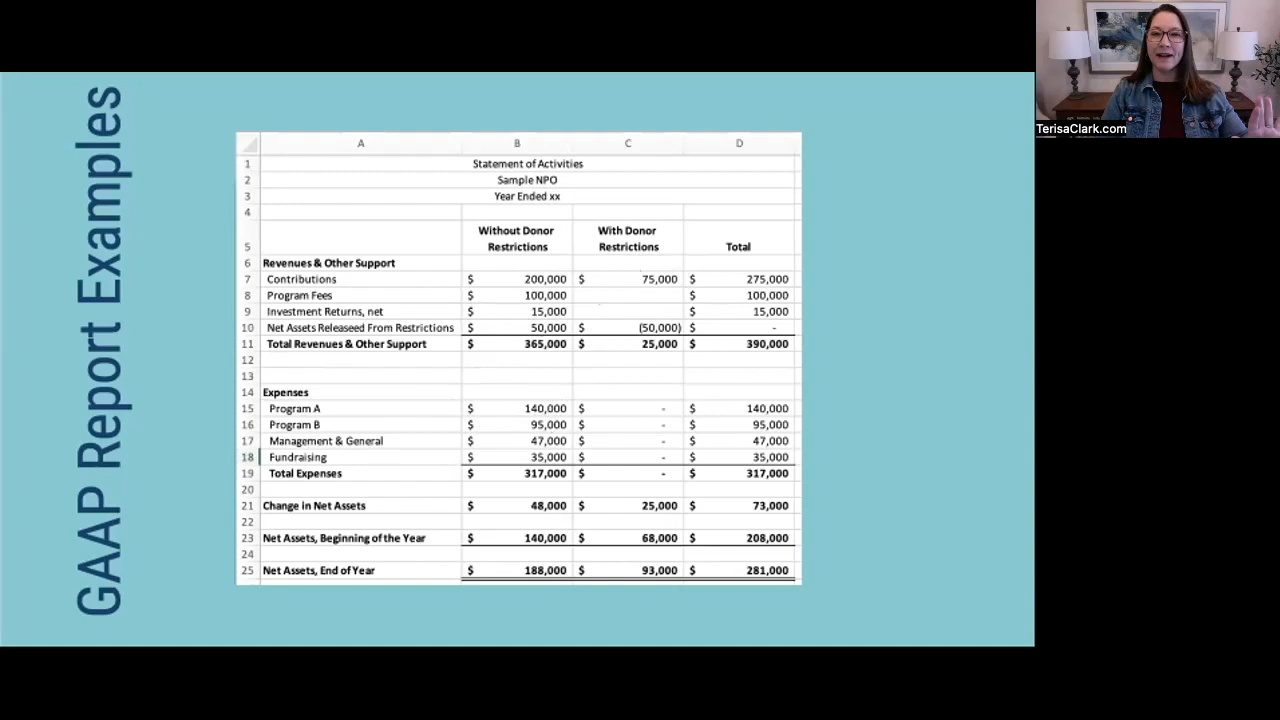 GAAP Report Examples
A B C D
1 Statement of Activities
2 Sample NPO
3 Year Ended xx
4
Without Donor With Donor
5 Restrictions Restrictions Total
6 Revenues & Other Support
7 Contributions $ 200,000 $ 75,000 $ 275,000
8 Program Fees $ 100,000 $ 100,000
9 Investment Returns, net $ 15,000 $ 15,000
10 Net Assets Releaseed From Restrictions $ 50,000 $ (50,000) $ -
11 Total Revenues & Other Support $ 365,000 $ 25,000 $ 390,000
12
13
14 Expenses
15 Program A $ 140,000 $ - $ 140,000
16 Program B $ 95,000 $ - $ 95,000
17 Management & General $ 47,000 $ - $ 47,000
18 Fundraising $ 35,000 $ - $ 35,000
19 Total Expenses $ 317,000 $ - $ 317,000
20
21 Change in Net Assets $ 48,000 $ 25,000 $ 73,000
22
23 Net Assets, Beginning of the Year $ 140,000 $ 68,000 $ 208,000
24
25 Net Assets, End of Year $ 188,000 $ 93,000 $ 281,000
TerisaClark.com